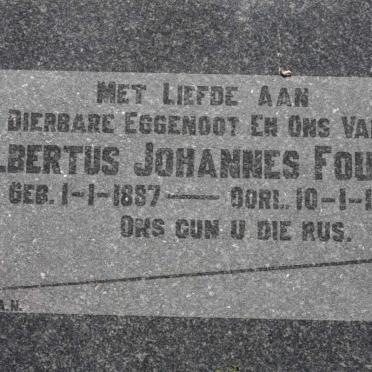 MET LIEFDE AAN
DIERBARE EGGENOOT EN ONS VA
LBERTUS JOHANNES FOU
GEB. 1-1-1887 — OORL. 10-1-1
ONS GUN U DIE RUS.
A.N.